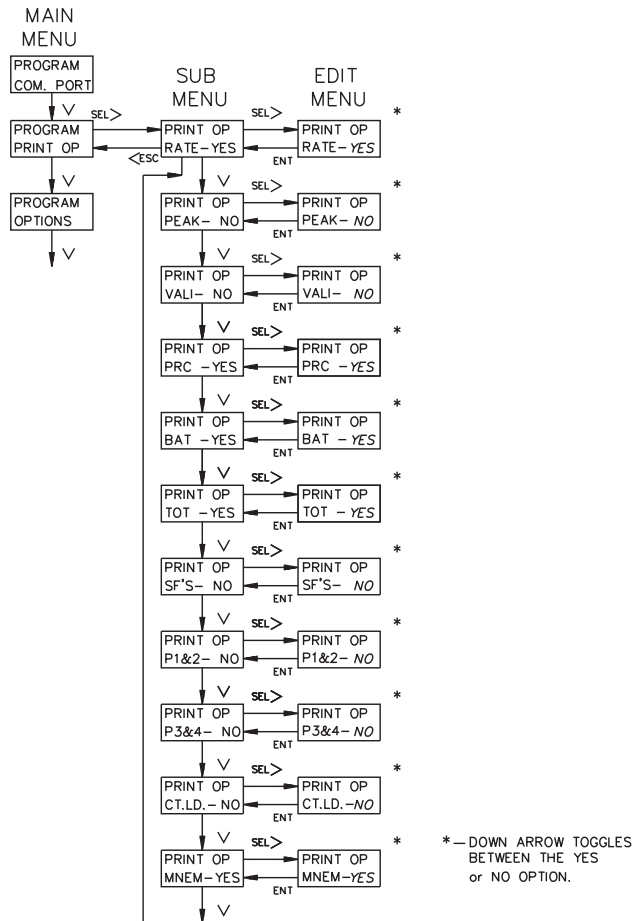 MAIN
MENU
PROGRAM
COM. PORT
SUB
MENU
EDIT
MENU
V SEL> SEL> *
PROGRAM
PRINT OP
PRINT OP
RATE-YES
PRINT OP
RATE-YES
<ESC ENT
V V SEL> *
PROGRAM
OPTIONS
PRINT OP
PEAK- NO
PRINT OP
PEAK- NO
ENT
V V SEL> *
PRINT OP
VALI- NO
PRINT OP
VALI- NO
ENT
V SEL> *
PRINT OP
PRC -YES
PRINT OP
PRC -YES
ENT
V SEL> *
PRINT OP
BAT -YES
PRINT OP
BAT -YES
ENT
V SEL> *
PRINT OP
TOT -YES
PRINT OP
TOT -YES
ENT
V SEL> *
PRINT OP
SF'S- NO
PRINT OP
SF'S- NO
ENT
V SEL> *
PRINT OP
P1&2- NO
PRINT OP
P1&2- NO
ENT
V SEL> *
PRINT OP
P3&4- NO
PRINT OP
P3&4- NO
ENT
V SEL> *
PRINT OP
CT.LD.- NO
PRINT OP
CT.LD.-NO
ENT
V SEL> *
PRINT OP
MNEM-YES
PRINT OP
MNEM-YES
ENT
V
*-DOWN ARROW TOGGLES
BETWEEN THE YES
or NO OPTION.